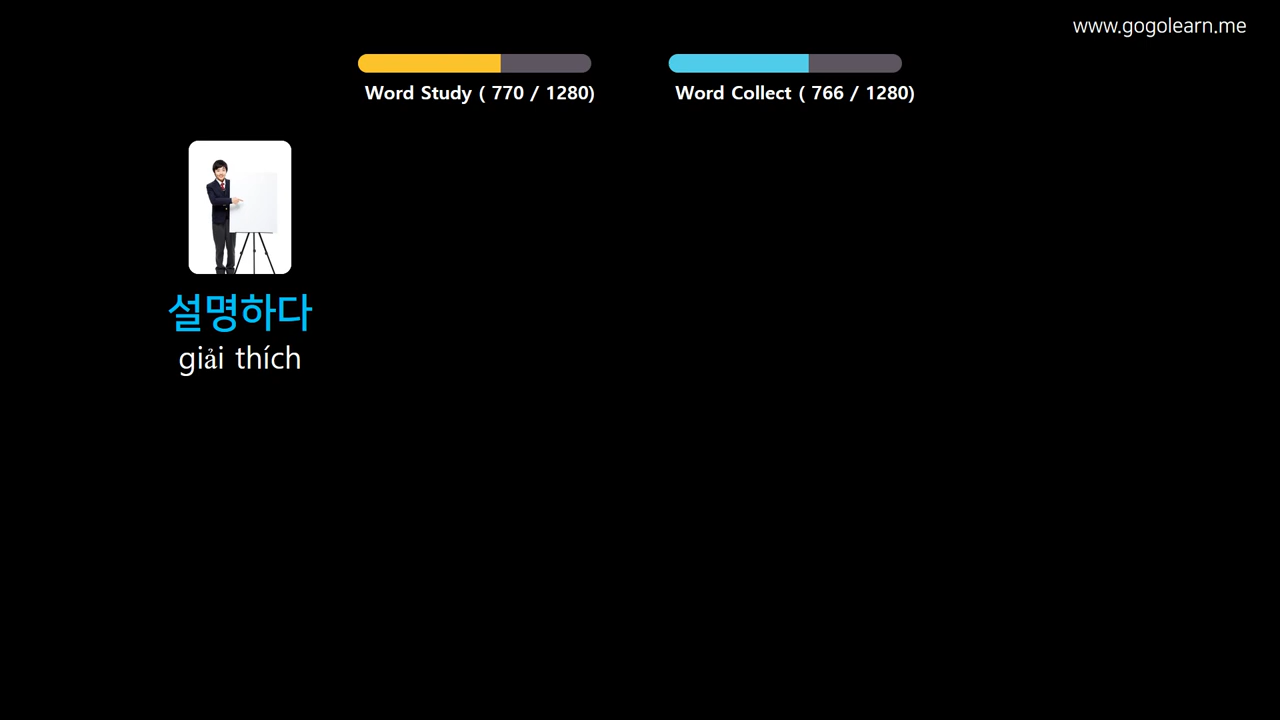 www.gogolearn.me
Word Study ( 770 / 1280)
Word Collect ( 766 / 1280)
설명하다
giải thích